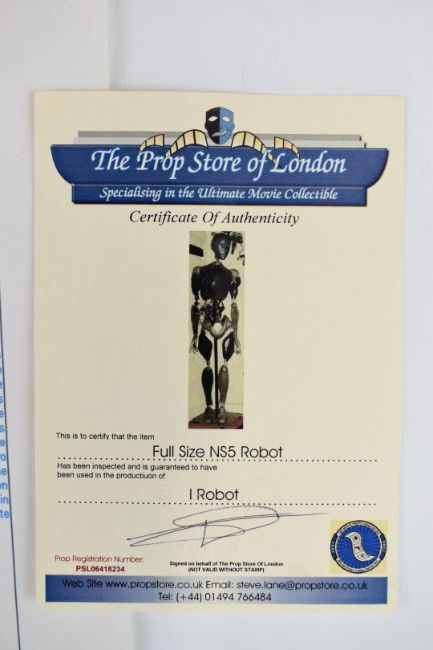 The Prop Store of London
Specialising in the Ultimate Movie Collectible
Certificate Of Authenticity
This is to certify that the item
Full Size NS5 Robot
Has been inspected and is guaranteed to have
been used in the productiuon of
I Robot
Prop Registration Number:
PSL06418234
Signed on behalf of The Prop Store Of London
(NOT VALID WITHOUT STAMP)
Web Site www.propstore.co.uk Email: steve.lane@propstore.co.uk
Tel: (+44) 01494 766484